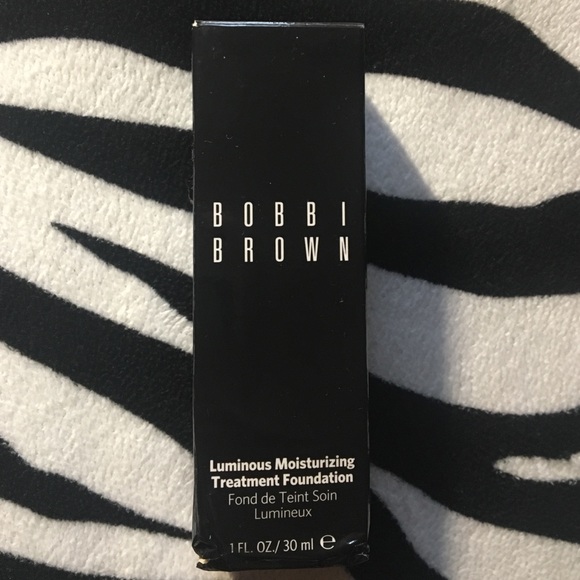 BOBBI
BROWN
Luminous Moisturizing
Treatment Foundation
Fond de Teint Soin
Lumineux
1 FL. OZ./ 30 ml ℮